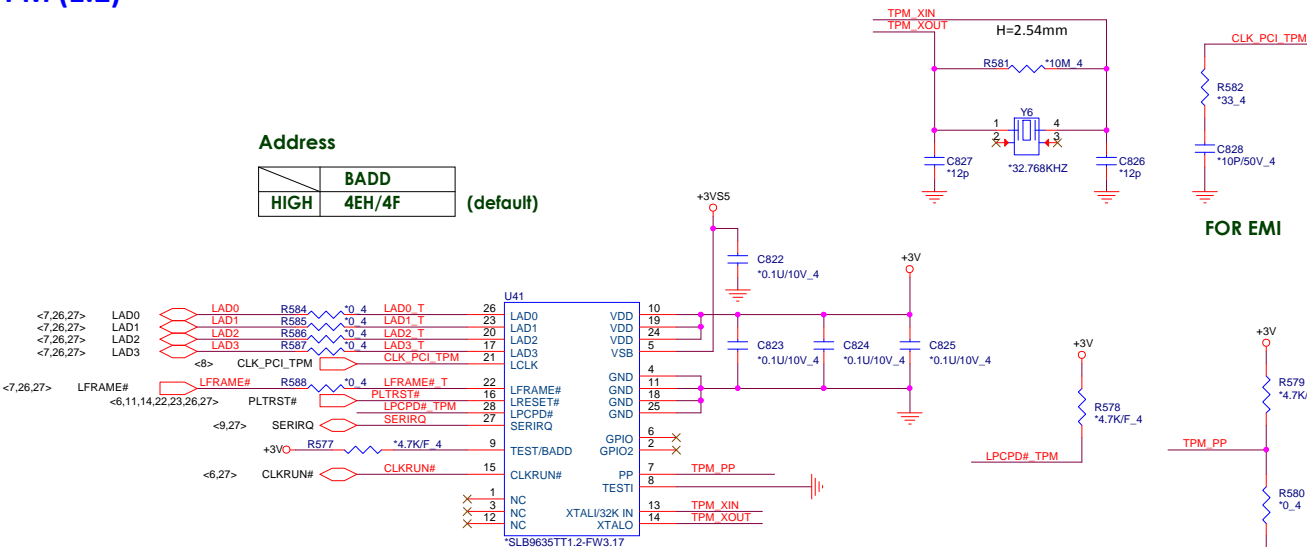 TPM_XIN
TPM_XOUT
H=2.54mm
R581 *10M_4
Y6
1 4
2 3
*32.768KHZ
C827
*12p
C826
*12p
CLK_PCI_TPM
R582
*33_4
C828
*10P/50V_4
FOR EMI
Address
BADD
HIGH 4EH/4F (default)
+3VS5
C822
*0.1U/10V_4
+3V
C823
*0.1U/10V_4
C824
*0.1U/10V_4
C825
*0.1U/10V_4
U41
<7,26,27> LAD0 LAD0 R584 *0_4 LAD0_T 26 LAD0 VDD 10
<7,26,27> LAD1 LAD1 R585 *0_4 LAD1_T 23 LAD1 VDD 19
<7,26,27> LAD2 LAD2 R586 *0_4 LAD2_T 20 LAD2 VDD 24
<7,26,27> LAD3 LAD3 R587 *0_4 LAD3_T 17 LAD3 VSB 5
<8> CLK_PCI_TPM CLK_PCI_TPM 21 LCLK
GND 4
<7,26,27> LFRAME# LFRAME# R588 *0_4 LFRAME#_T 22 LFRAME# GND 11
<6,11,14,22,23,26,27> PLTRST# PLTRST# 16 LRESET# GND 18
LPCPD#_TPM 28 LPCPD# GND 25
<9,27> SERIRQ SERIRQ 27 SERIRQ
GPIO 6
+3V R577 *4.7K/F_4 9 TEST/BADD GPIO2 2
<6,27> CLKRUN# CLKRUN# 15 CLKRUN# PP 7 TPM_PP
TESTI 8
1 NC
3 NC XTALI/32K IN 13 TPM_XIN
12 NC XTALO 14 TPM_XOUT
*SLB9635TT1.2-FW3.17
+3V
R578
*4.7K/F_4
LPCPD#_TPM
+3V
R579
*4.7K/
TPM_PP
R580
*0_4